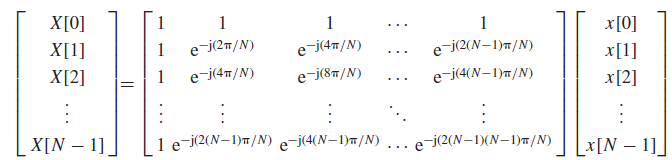 X[0] 1 1 1 ⋯ 1 x[0]
X[1] 1 e^−j(2π/N) e^−j(4π/N) ⋯ e^−j(2(N−1)π/N) x[1]
X[2] = 1 e^−j(4π/N) e^−j(8π/N) ⋯ e^−j(4(N−1)π/N) x[2]
⋮ ⋮ ⋮ ⋮ ⋱ ⋮ ⋮
X[N − 1] 1 e^−j(2(N−1)π/N) e^−j(4(N−1)π/N) ⋯ e^−j(2(N−1)(N−1)π/N) x[N − 1]